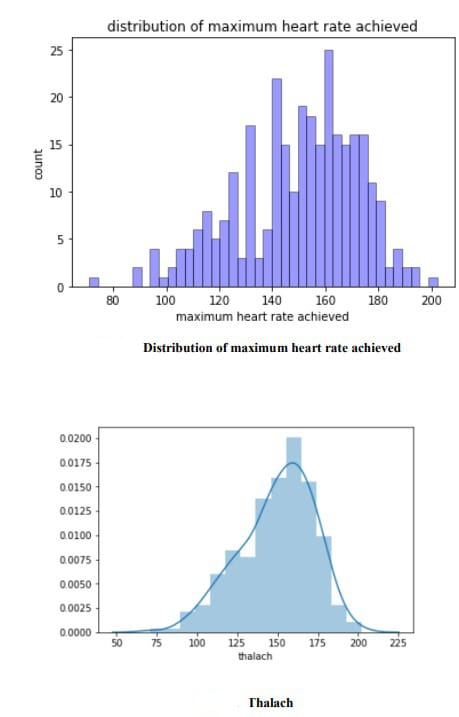 distribution of maximum heart rate achieved
25
20
15
10
5
0
count
80 100 120 140 160 180 200
maximum heart rate achieved
Distribution of maximum heart rate achieved
0.0200
0.0175
0.0150
0.0125
0.0100
0.0075
0.0050
0.0025
0.0000
50 75 100 125 150 175 200 225
thalach
Thalach